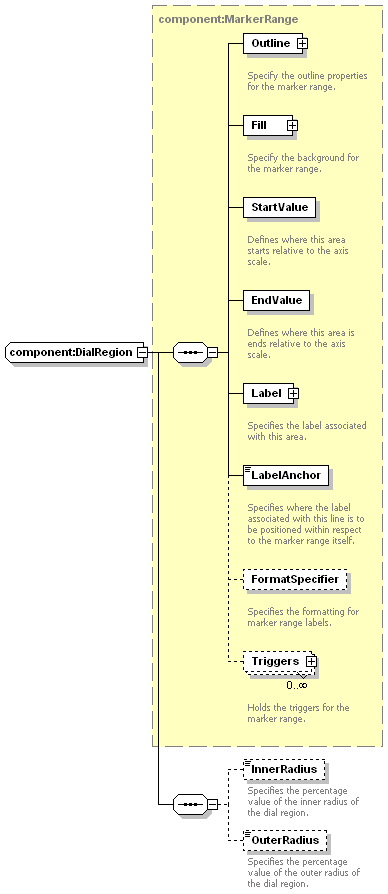 component:MarkerRange
Outline
Specify the outline properties
for the marker range.
Fill
Specify the background for
the marker range.
StartValue
Defines where this area
starts relative to the axis
scale.
EndValue
Defines where this area is
ends relative to the axis
scale.
component:DialRegion
Label
Specifies the label associated
with this area.
LabelAnchor
Specifies where the label
associated with this line is to
be positioned within respect
to the marker range itself.
FormatSpecifier
Specifies the formatting for
marker range labels.
Triggers
0..∞
Holds the triggers for the
marker range.
InnerRadius
Specifies the percentage
value of the inner radius of
the dial region.
OuterRadius
Specifies the percentage
value of the outer radius of
the dial region.